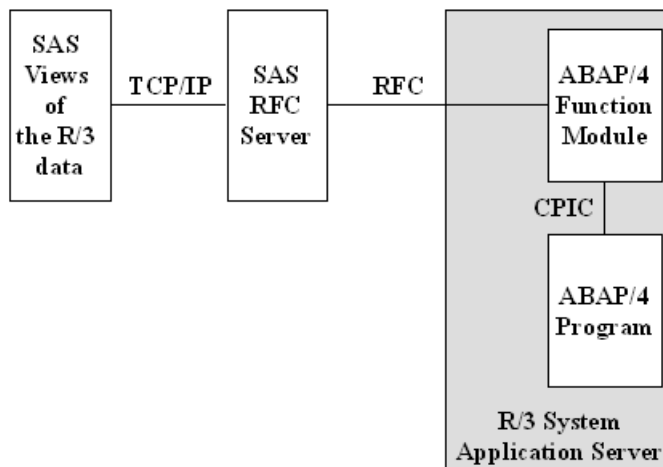 SAS
Views
of
the R/3
data
TCP/IP
SAS
RFC
Server
RFC
ABAP/4
Function
Module
CPIC
ABAP/4
Program
R/3 System
Application Server